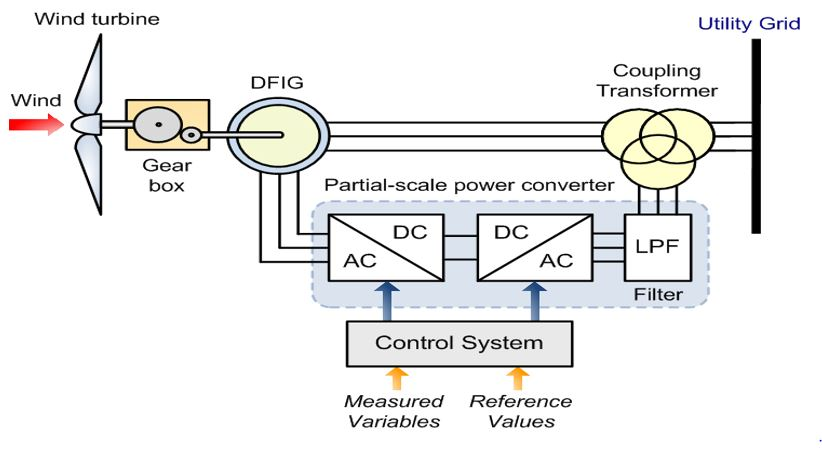 Wind turbine
Utility Grid
Coupling
Transformer
DFIG
Wind
Gear
box
Partial-scale power converter
DC
AC
DC
AC
LPF
Filter
Control System
Measured
Variables
Reference
Values